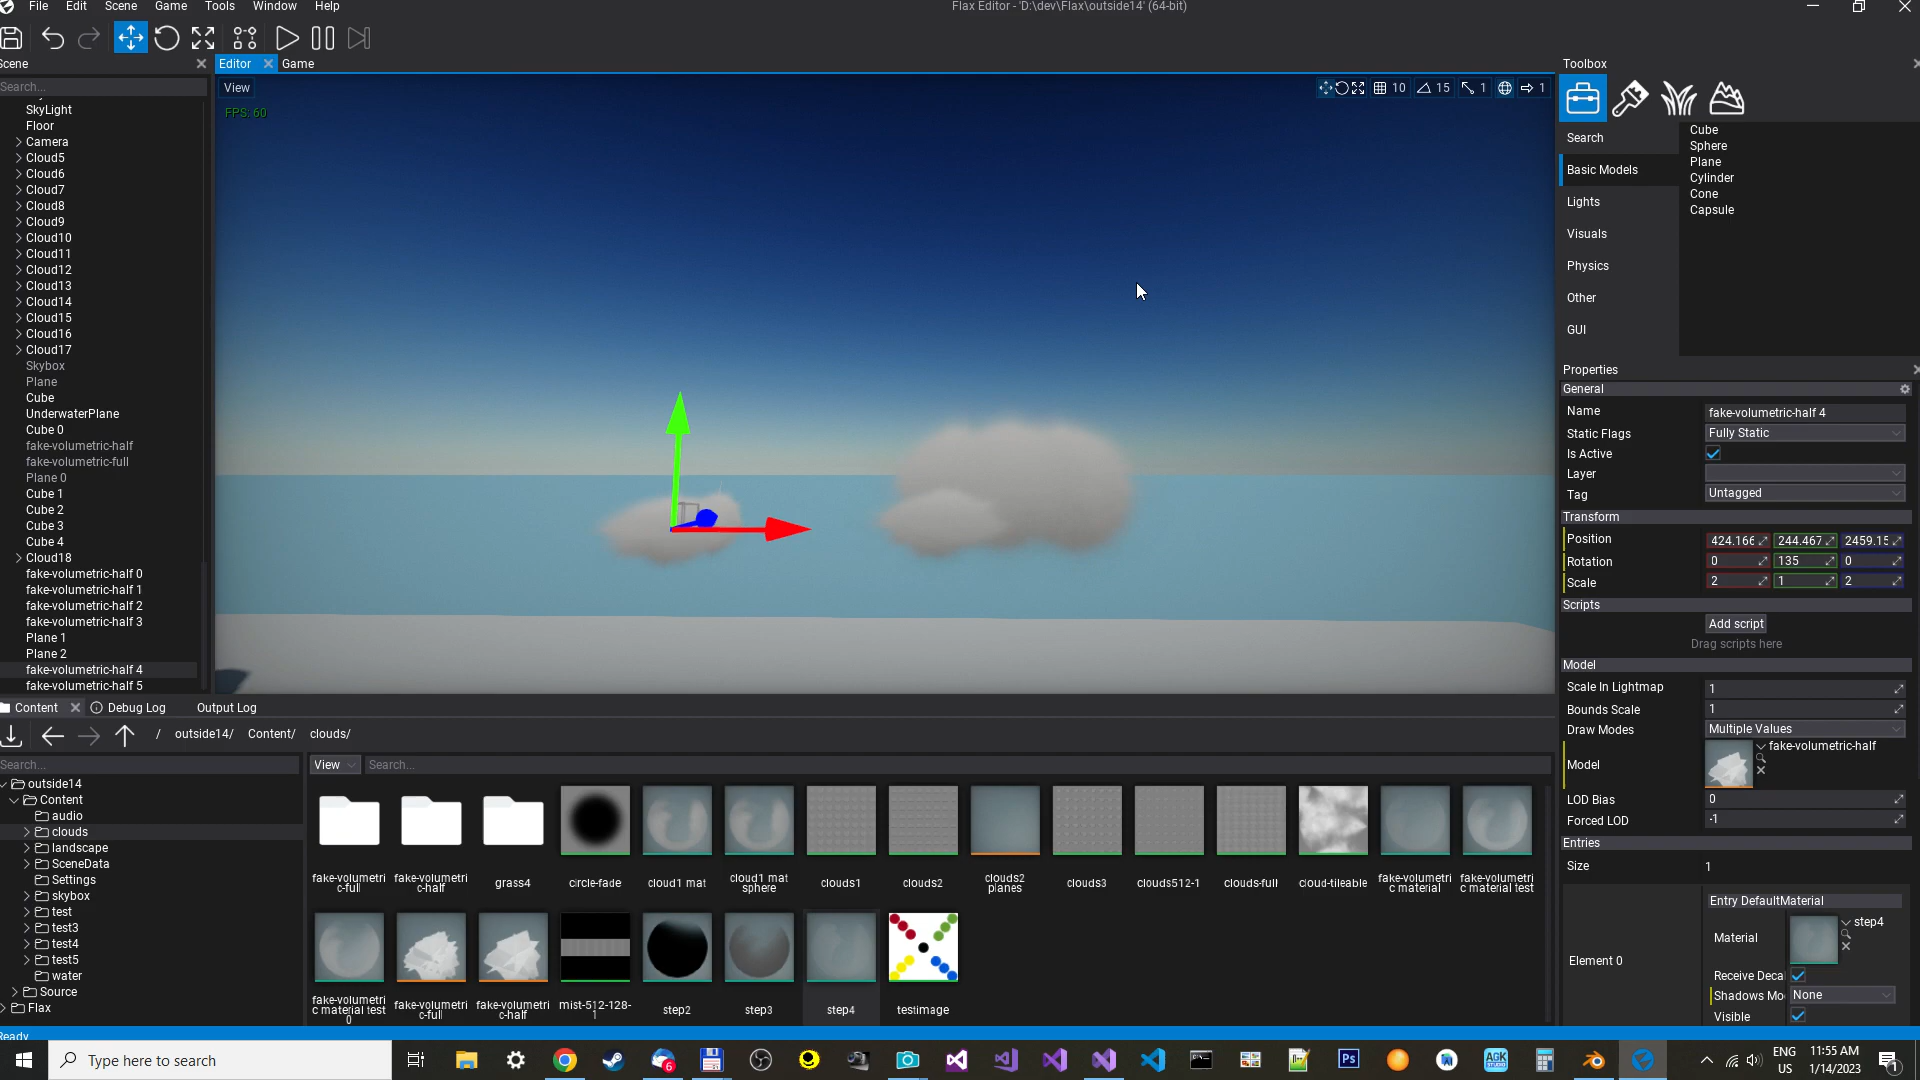 File Edit Scene Game Tools Window Help
Flax Editor - 'D:\dev\Flax\outside14' (64-bit)
Scene
Search...
SkyLight
Floor
Camera
Cloud5
Cloud6
Cloud7
Cloud8
Cloud9
Cloud10
Cloud11
Cloud12
Cloud13
Cloud14
Cloud15
Cloud16
Cloud17
Skybox
Plane
Cube
UnderwaterPlane
Cube 0
fake-volumetric-half
fake-volumetric-full
Plane 0
Cube 1
Cube 2
Cube 3
Cube 4
Cloud18
fake-volumetric-half 0
fake-volumetric-half 1
fake-volumetric-half 2
fake-volumetric-half 3
Plane 1
Plane 2
fake-volumetric-half 4
fake-volumetric-half 5
Editor Game
View
FPS: 60
10 15 1 1
Toolbox
Search
Basic Models
Lights
Visuals
Physics
Other
GUI
Cube
Sphere
Plane
Cylinder
Cone
Capsule
Properties
General
Name fake-volumetric-half 4
Static Flags Fully Static
Is Active
Layer
Tag Untagged
Transform
Position 424.166 244.467 2459.15
Rotation 0 135 0
Scale 2 1 2
Scripts
Add script
Drag scripts here
Model
Scale In Lightmap 1
Bounds Scale 1
Draw Modes Multiple Values
Model fake-volumetric-half
LOD Bias 0
Forced LOD -1
Entries
Size 1
Element 0
Entry DefaultMaterial
Material step4
Receive Deca
Shadows Mo None
Visible
Content Debug Log Output Log
/ outside14/ Content/ clouds/
Search...
outside14
Content
audio
clouds
landscape
SceneData
Settings
skybox
test
test3
test4
test5
water
Source
Flax
View Search...
fake-volumetri
c-full
fake-volumetri
c-half
grass4
circle-fade
cloud1 mat
cloud1 mat
sphere
clouds1
clouds2
clouds2
planes
clouds3
clouds512-1
clouds-full
cloud-tileable
fake-volumetri
c material
fake-volumetri
c material test
fake-volumetri
c material test
0
fake-volumetri
c-full
fake-volumetri
c-half
mist-512-128-
1
step2
step3
step4
testimage
Ready
Type here to search
6
Ps
AGK
STUDIO
ENG
US
11:55 AM
1/14/2023
1